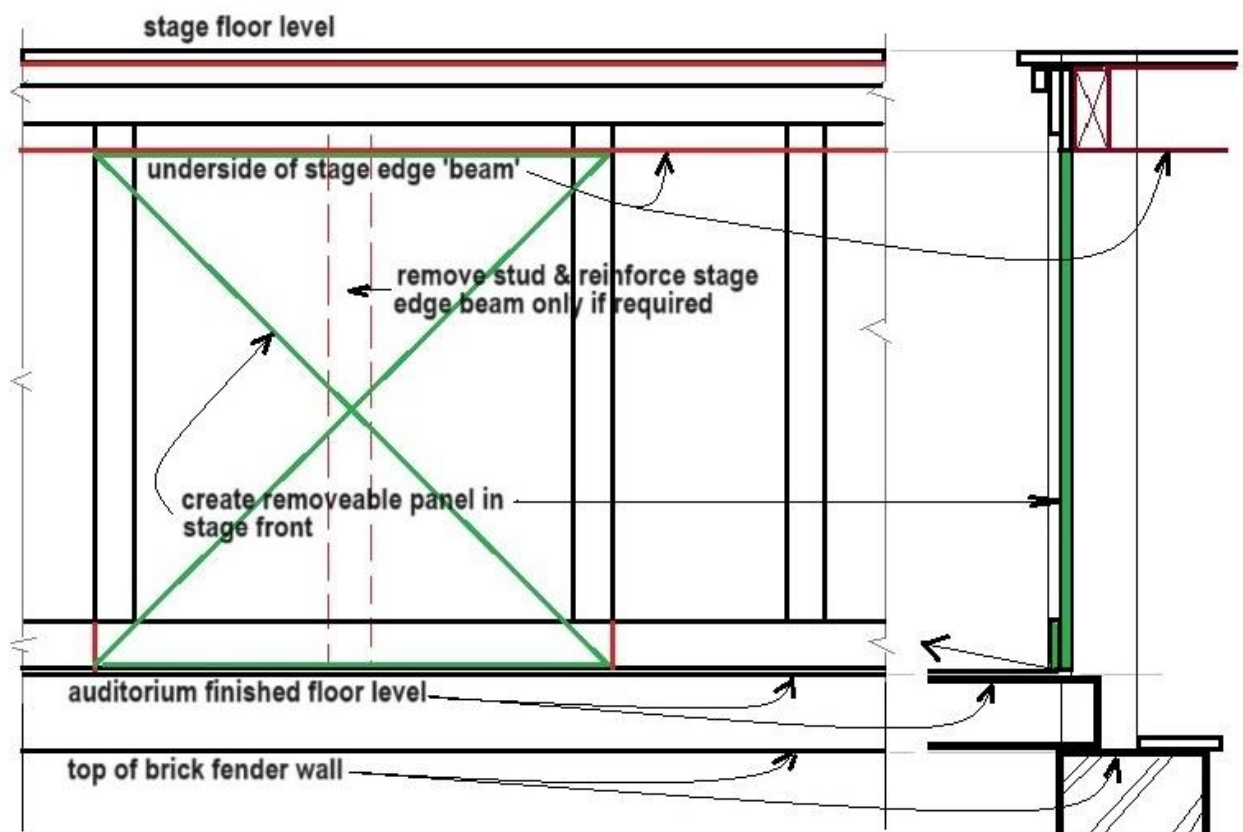 stage floor level
underside of stage edge 'beam'
remove stud & reinforce stage
edge beam only if required
create removeable panel in
stage front
auditorium finished floor level
top of brick fender wall